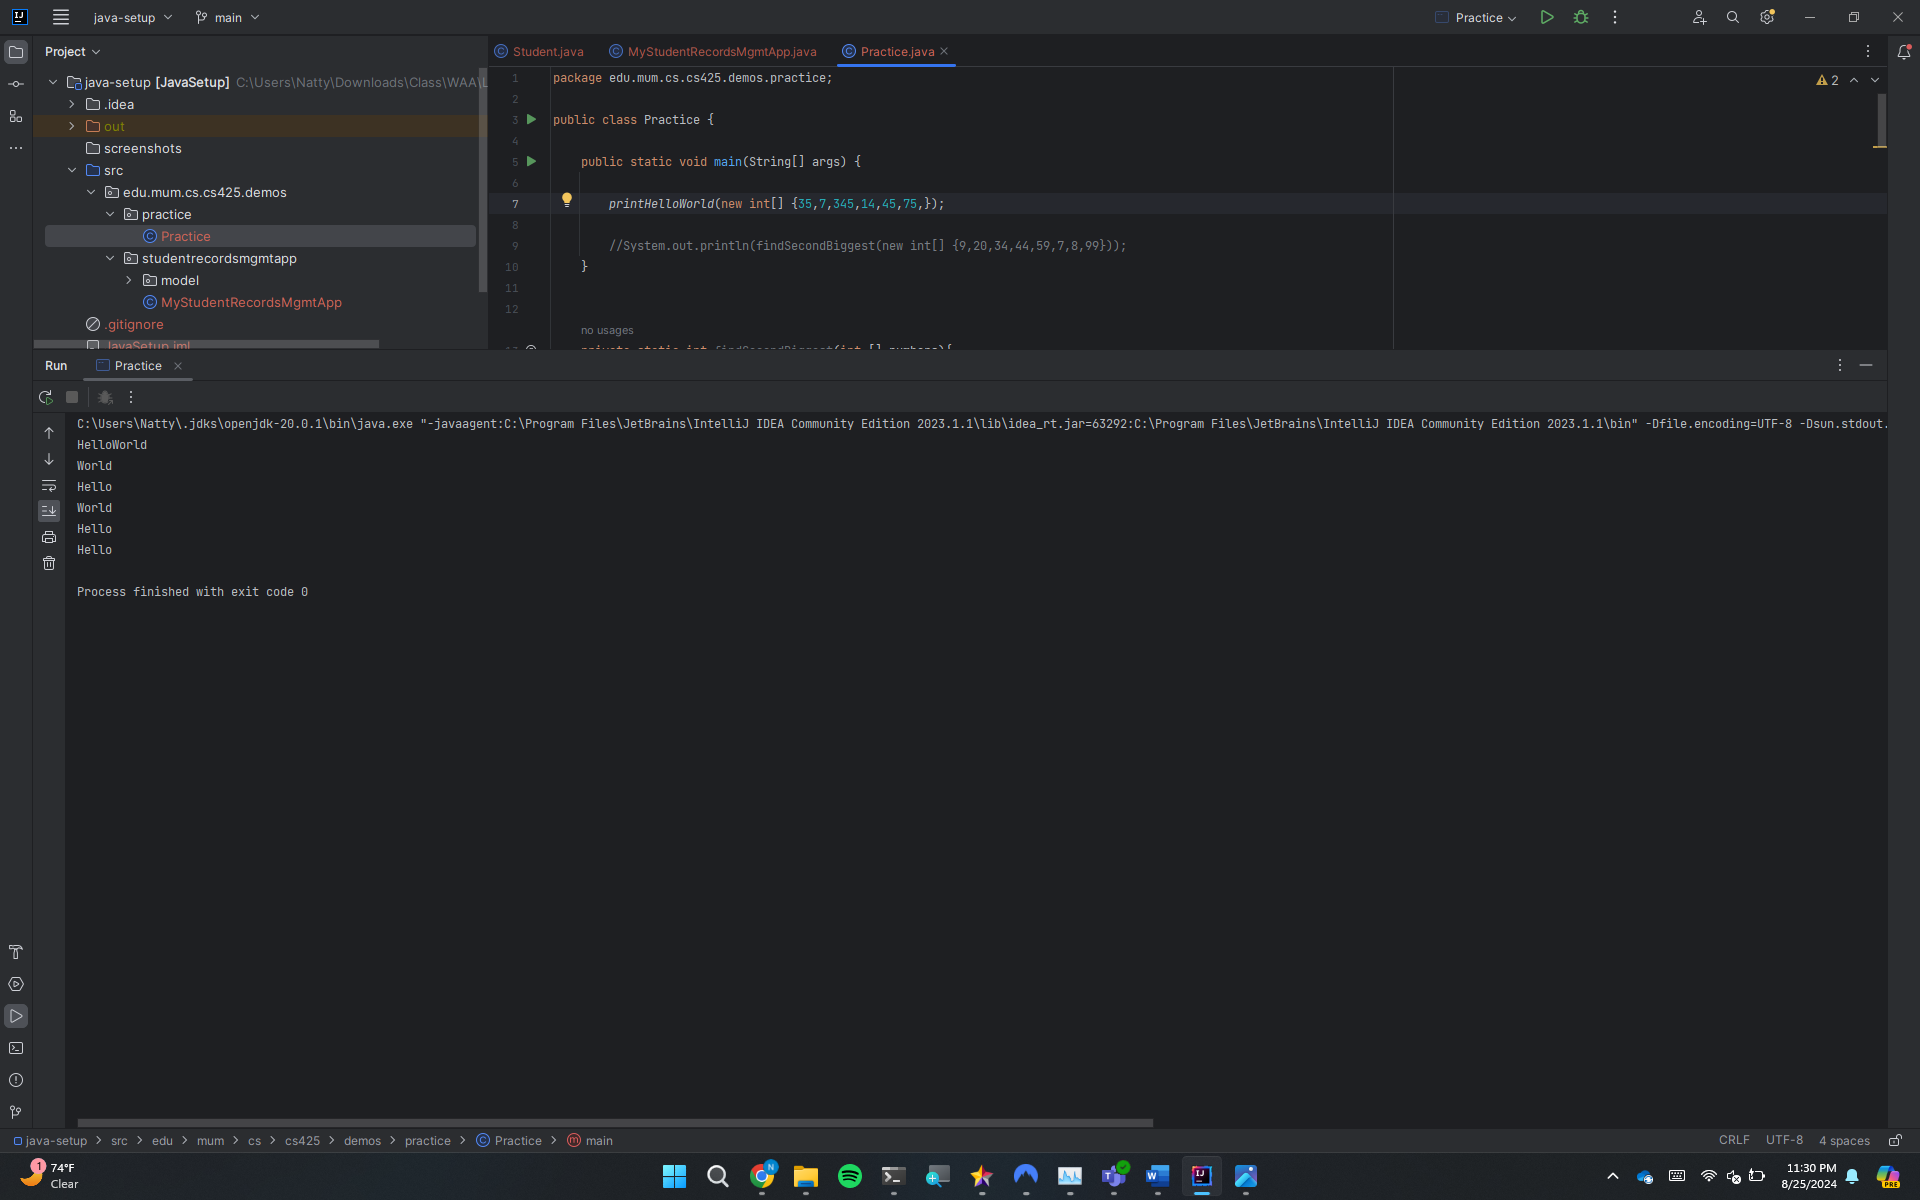 java-setup
main
Practice
Project
java-setup [JavaSetup] C:\Users\Natty\Downloads\Class\WAA\L
.idea
out
screenshots
src
edu.mum.cs.cs425.demos
practice
Practice
studentrecordsmgmtapp
model
MyStudentRecordsMgmtApp
.gitignore
JavaSetup.iml
Student.java
MyStudentRecordsMgmtApp.java
Practice.java
2
1 package edu.mum.cs.cs425.demos.practice;
2
3 public class Practice {
4
5 public static void main(String[] args) {
6
7 printHelloWorld(new int[] {35,7,345,14,45,75,});
8
9 //System.out.println(findSecondBiggest(new int[] {9,20,34,44,59,7,8,99}));
10 }
11
12
no usages
private static int findSecondBiggest(int [] numbers){
Run
Practice
C:\Users\Natty\.jdks\openjdk-20.0.1\bin\java.exe "-javaagent:C:\Program Files\JetBrains\IntelliJ IDEA Community Edition 2023.1.1\lib\idea_rt.jar=63292:C:\Program Files\JetBrains\IntelliJ IDEA Community Edition 2023.1.1\bin" -Dfile.encoding=UTF-8 -Dsun.stdout.
HelloWorld
World
Hello
World
Hello
Hello
Process finished with exit code 0
java-setup > src > edu > mum > cs > cs425 > demos > practice > Practice > main
CRLF UTF-8 4 spaces
1
74°F
Clear
11:30 PM
8/25/2024